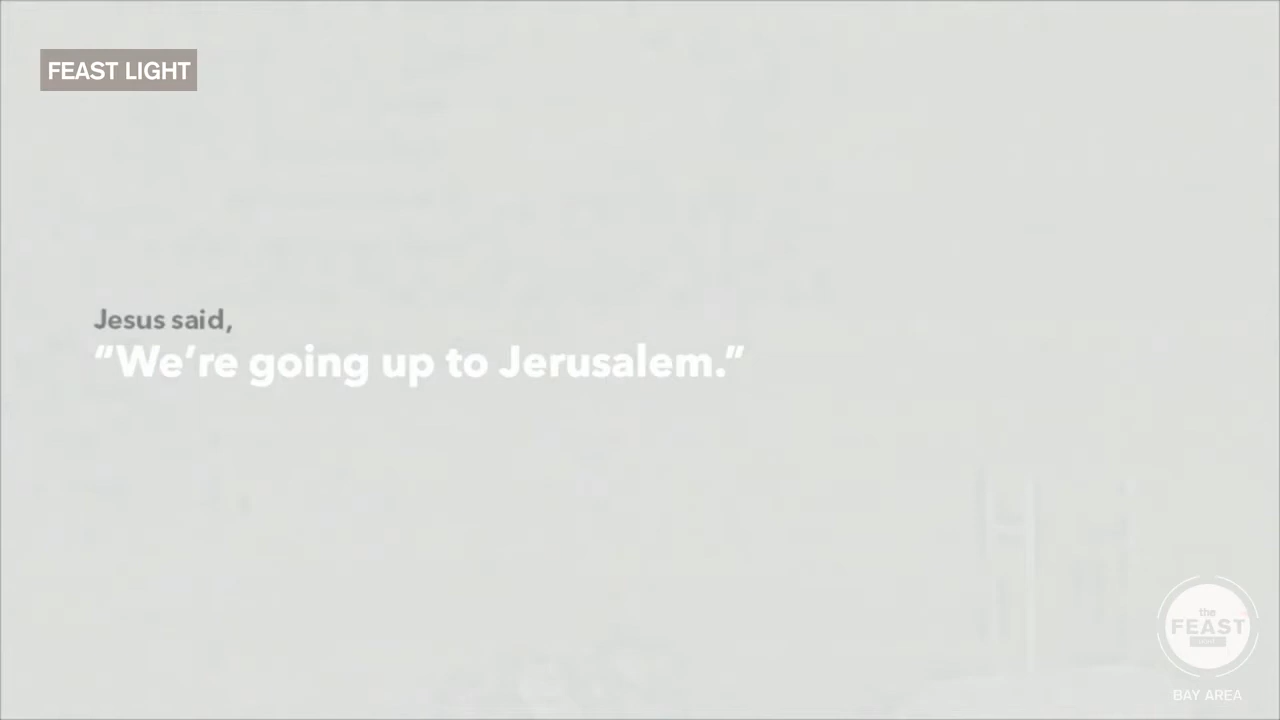 FEAST LIGHT
Jesus said,
“We’re going up to Jerusalem.”
the
FEAST
BAY AREA